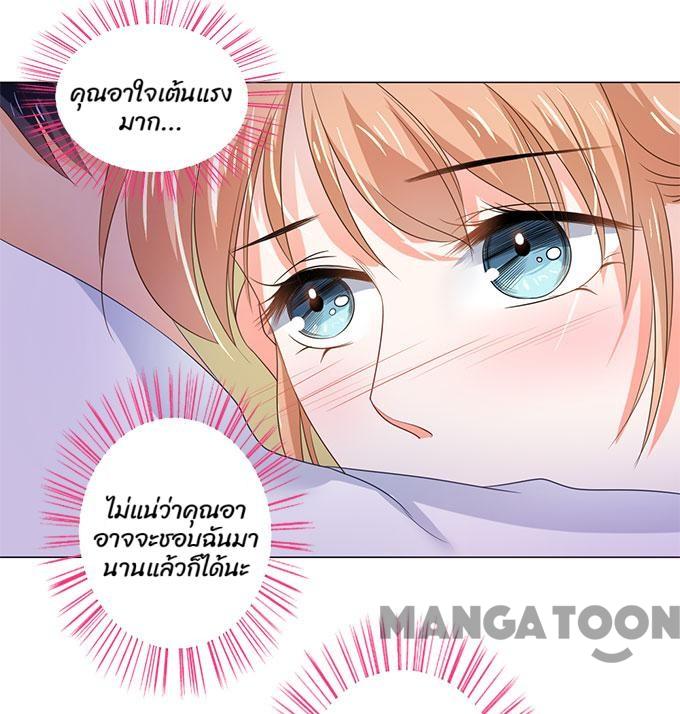 คุณอาใจเต้นแรง
มาก...
ไม่แน่ว่าคุณอา
อาจจะชอบฉันมา
นานแล้วก็ได้นะ
MANGATOON